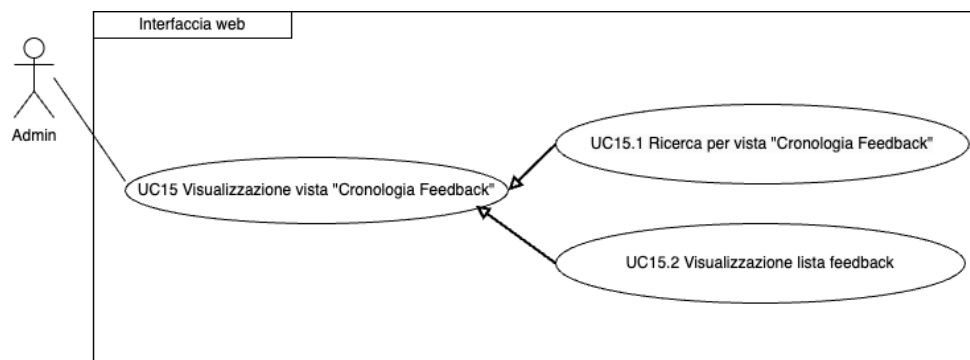 Interfaccia web
Admin
UC15.1 Ricerca per vista "Cronologia Feedback"
UC15 Visualizzazione vista "Cronologia Feedback"
UC15.2 Visualizzazione lista feedback